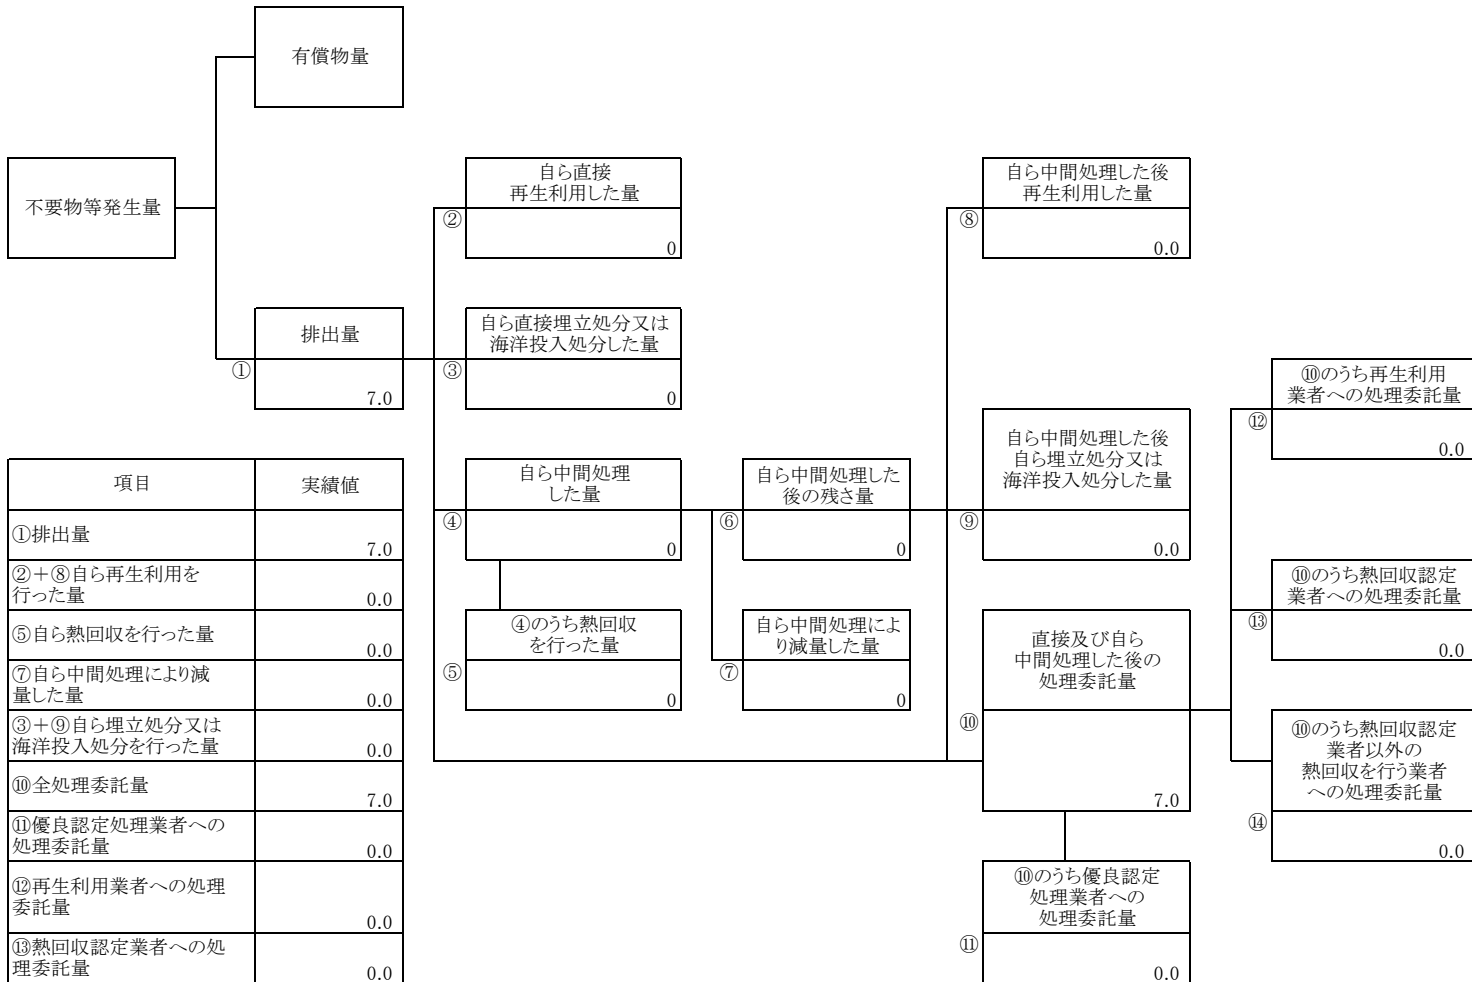 有償物量
不要物等発生量
自ら直接
再生利用した量
②
0
自ら中間処理した後
再生利用した量
⑧
0.0
排出量
①
7.0
自ら直接埋立処分又は
海洋投入処分した量
③
0
⑩のうち再生利用
業者への処理委託量
⑫
0.0
自ら中間処理
した量
④
0
自ら中間処理した
後の残さ量
⑥
0
自ら中間処理した後
自ら埋立処分又は
海洋投入処分した量
⑨
0.0
⑩のうち熱回収認定
業者への処理委託量
⑬
0.0
④のうち熱回収
を行った量
⑤
0
自ら中間処理によ
り減量した量
⑦
0
直接及び自ら
中間処理した後の
処理委託量
⑩
7.0
⑩のうち熱回収認定
業者以外の
熱回収を行う業者
への処理委託量
⑭
0.0
⑩のうち優良認定
処理業者への
処理委託量
⑪
0.0
項目 実績値
①排出量
7.0
②+⑧自ら再生利用を
行った量
0.0
⑤自ら熱回収を行った量
0.0
⑦自ら中間処理により減
量した量
0.0
③+⑨自ら埋立処分又は
海洋投入処分を行った量
0.0
⑩全処理委託量
7.0
⑪優良認定処理業者への
処理委託量
0.0
⑫再生利用業者への処理
委託量
0.0
⑬熱回収認定業者への処
理委託量
0.0